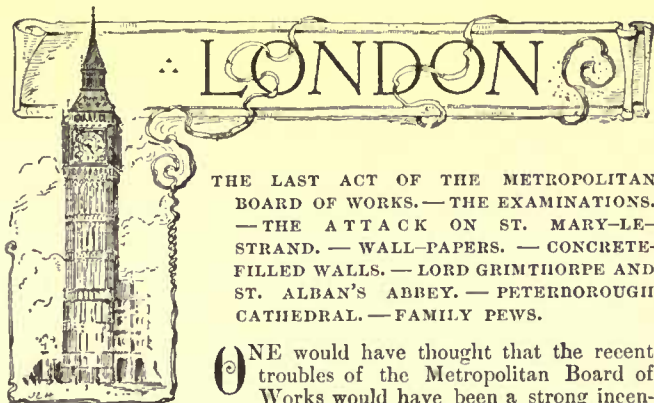 ∴ LONDON
THE LAST ACT OF THE METROPOLITAN
BOARD OF WORKS. — THE EXAMINATIONS.
— THE ATTACK ON ST. MARY–LE–
STRAND. — WALL–PAPERS. — CONCRETE-
FILLED WALLS. — LORD GRIMTHORPE AND
ST. ALBAN'S ABBEY. — PETERBOROUGH
CATHEDRAL. — FAMILY PEWS.
ONE would have thought that the recent
troubles of the Metropolitan Board of
Works would have been a strong incen-